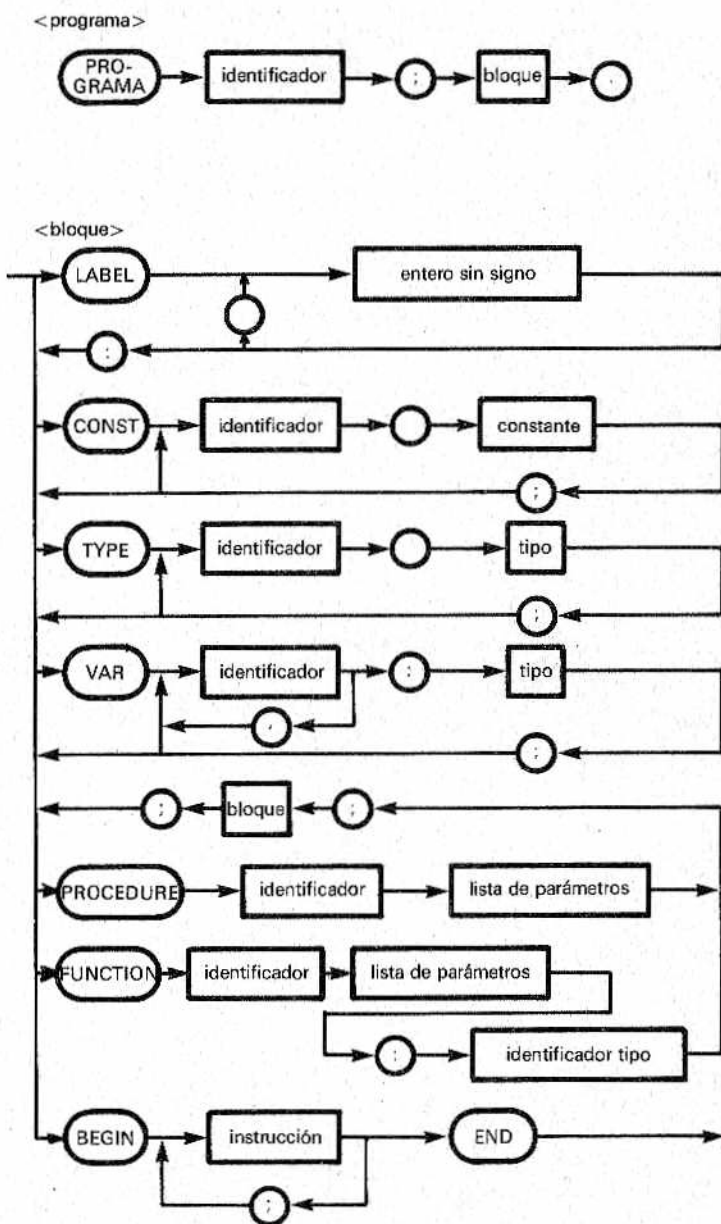 <programa>
PRO-
GRAMA
identificador
;
bloque
.
<bloque>
LABEL
entero sin signo
;
CONST
identificador
constante
;
TYPE
identificador
tipo
;
VAR
identificador
:
tipo
,
;
;
bloque
;
PROCEDURE
identificador
lista de parámetros
FUNCTION
identificador
lista de parámetros
:
identificador tipo
BEGIN
instrucción
END
;